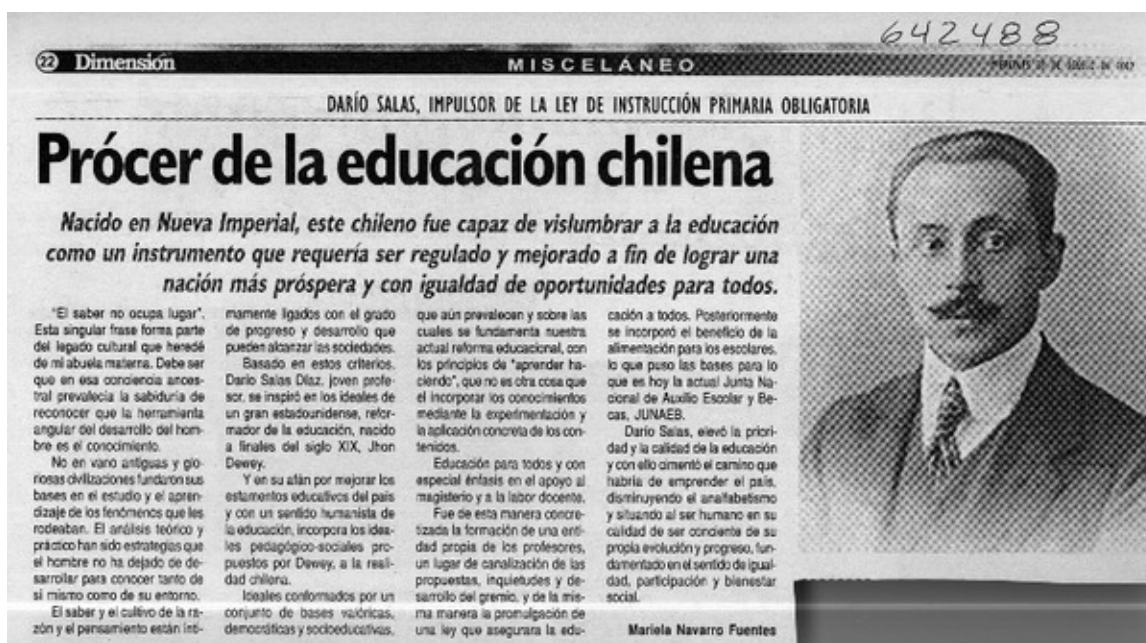 642488
22 Dimensión
MISCELÁNEO
DE 
DARÍO SALAS, IMPULSOR DE LA LEY DE INSTRUCCIÓN PRIMARIA OBLIGATORIA
Prócer de la educación chilena
Nacido en Nueva Imperial, este chileno fue capaz de vislumbrar a la educación
como un instrumento que requería ser regulado y mejorado a fin de lograr una
nación más próspera y con igualdad de oportunidades para todos.
"El saber no ocupa lugar".
Esta singular frase forma parte
del legado cultural que heredé
de mi abuela materna. Debe ser
que en esa conciencia ances-
tral prevalecía la sabiduría de
reconocer que la herramienta
angular del desarrollo del hom-
bre es el conocimiento.
No en vano antiguas y glo-
riosas civilizaciones fundaron sus
bases en el estudio y el apren-
dizaje de los fenómenos que les
rodeaban. El análisis teórico y
práctico han sido estrategias que
el hombre no ha dejado de de-
sarrollar para conocer tanto de
si mismo como de su entorno.
El saber y el cultivo de la ra-
zón y el pensamiento están ínti-
mamente ligados con el grado
de progreso y desarrollo que
pueden alcanzar las sociedades.
Basado en estos criterios,
Darío Salas Díaz, joven profe-
sor, se inspiró en los ideales de
un gran estadounidense, refor-
mador de la educación, nacido
a finales del siglo XIX, Jhon
Dewey.
Y en su afán por mejorar los
estamentos educativos del país
y con un sentido humanista de
la educación, incorpora los idea-
les pedagógico-sociales pro-
puestos por Dewey, a la reali-
dad chilena.
Ideales conformados por un
conjunto de bases valóricas,
democráticas y socioeducativas,
que aún prevalecen y sobre las
cuales se fundamenta nuestra
actual reforma educacional, con
los principios de "aprender ha-
ciendo", que no es otra cosa que
el incorporar los conocimientos
mediante la experimentación y
la aplicación concreta de los con-
tenidos.
Educación para todos y con
especial énfasis en el apoyo al
magisterio y a la labor docente.
Fue de esta manera concre-
tizada la formación de una enti-
dad propia de los profesores,
un lugar de canalización de las
propuestas, inquietudes y de-
sarrollo del gremio, y de la mis-
ma manera la promulgación de
una ley que asegurara la edu-
cación a todos. Posteriormente
se incorporó el beneficio de la
alimentación para los escolares,
lo que puso las bases para lo
que es hoy la actual Junta Na-
cional de Auxilio Escolar y Be-
cas, JUNAEB.
Darío Salas, elevó la priori-
dad y la calidad de la educación
y con ello cimentó el camino que
habría de emprender el país,
disminuyendo el analfabetismo
y situando al ser humano en su
calidad de ser conciente de su
propia evolución y progreso, fun-
damentado en el sentido de igual-
dad, participación y bienestar
social.
Mariela Navarro Fuentes